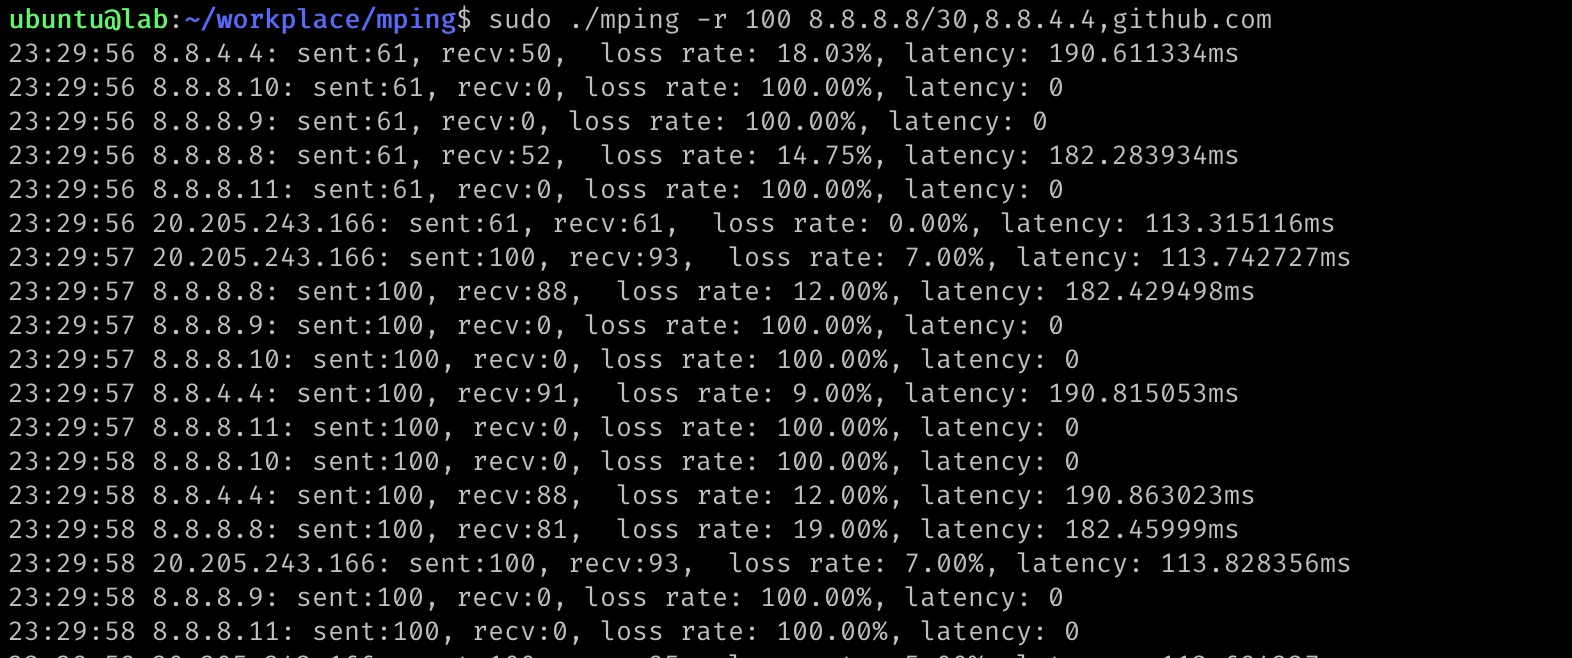 ubuntu@lab:~/workplace/mping$ sudo ./mping -r 100 8.8.8.8/30,8.8.4.4,github.com
23:29:56 8.8.4.4: sent:61, recv:50,  loss rate: 18.03%, latency: 190.611334ms
23:29:56 8.8.8.10: sent:61, recv:0, loss rate: 100.00%, latency: 0
23:29:56 8.8.8.9: sent:61, recv:0, loss rate: 100.00%, latency: 0
23:29:56 8.8.8.8: sent:61, recv:52,  loss rate: 14.75%, latency: 182.283934ms
23:29:56 8.8.8.11: sent:61, recv:0, loss rate: 100.00%, latency: 0
23:29:56 20.205.243.166: sent:61, recv:61,  loss rate: 0.00%, latency: 113.315116ms
23:29:57 20.205.243.166: sent:100, recv:93,  loss rate: 7.00%, latency: 113.742727ms
23:29:57 8.8.8.8: sent:100, recv:88,  loss rate: 12.00%, latency: 182.429498ms
23:29:57 8.8.8.9: sent:100, recv:0, loss rate: 100.00%, latency: 0
23:29:57 8.8.8.10: sent:100, recv:0, loss rate: 100.00%, latency: 0
23:29:57 8.8.4.4: sent:100, recv:91,  loss rate: 9.00%, latency: 190.815053ms
23:29:57 8.8.8.11: sent:100, recv:0, loss rate: 100.00%, latency: 0
23:29:58 8.8.8.10: sent:100, recv:0, loss rate: 100.00%, latency: 0
23:29:58 8.8.4.4: sent:100, recv:88,  loss rate: 12.00%, latency: 190.863023ms
23:29:58 8.8.8.8: sent:100, recv:81,  loss rate: 19.00%, latency: 182.45999ms
23:29:58 20.205.243.166: sent:100, recv:93,  loss rate: 7.00%, latency: 113.828356ms
23:29:58 8.8.8.9: sent:100, recv:0, loss rate: 100.00%, latency: 0
23:29:58 8.8.8.11: sent:100, recv:0, loss rate: 100.00%, latency: 0